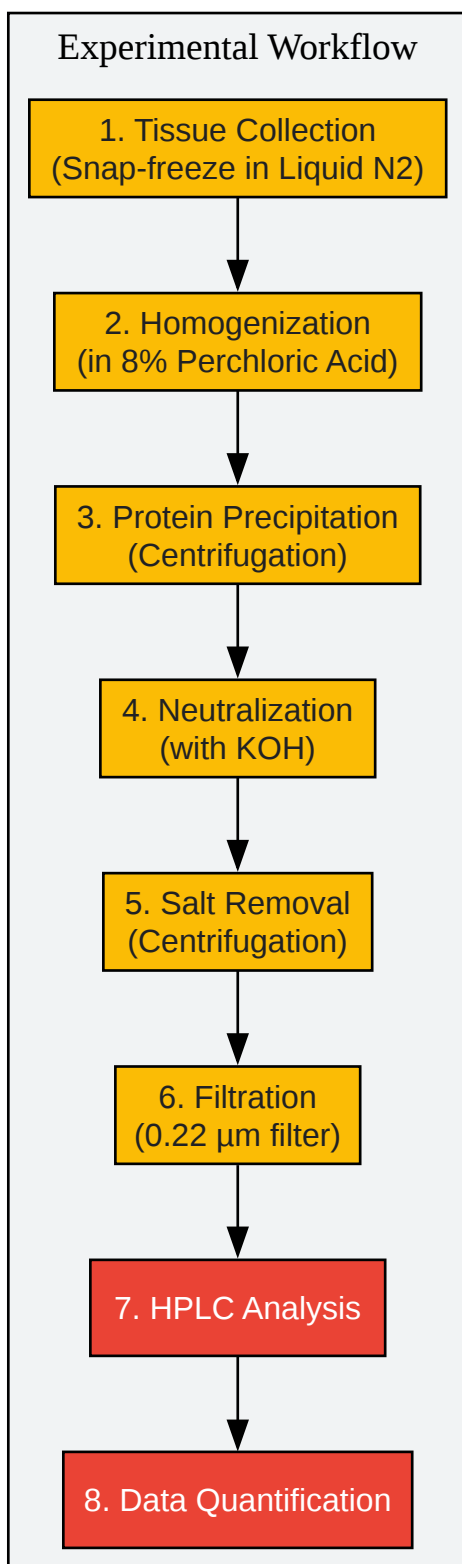 Experimental Workflow
1. Tissue Collection
(Snap-freeze in Liquid N2)
2. Homogenization
(in 8% Perchloric Acid)
3. Protein Precipitation
(Centrifugation)
4. Neutralization
(with KOH)
5. Salt Removal
(Centrifugation)
6. Filtration
(0.22 µm filter)
7. HPLC Analysis
8. Data Quantification